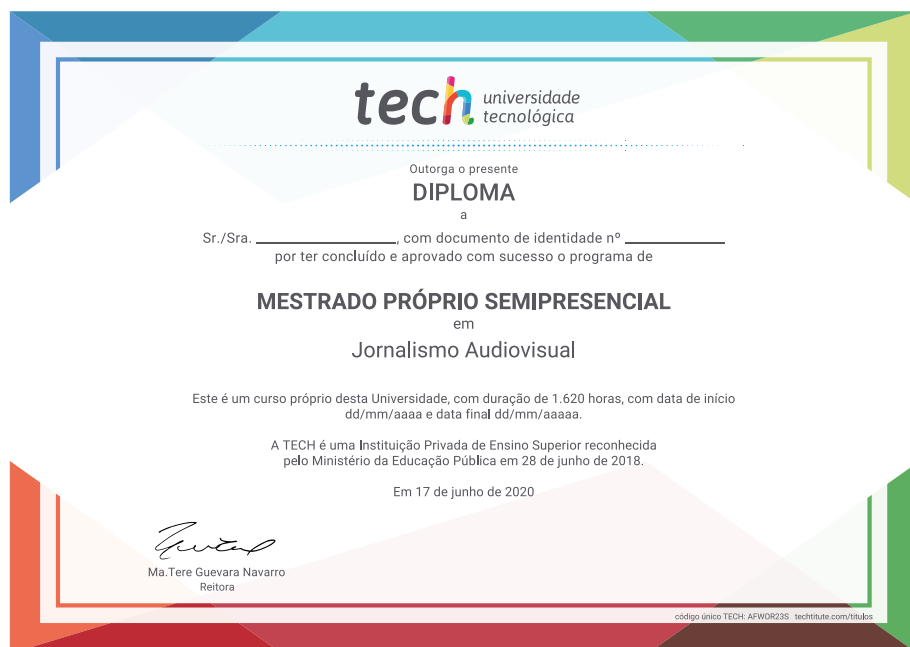 tech universidade
tecnológica
Outorga o presente
DIPLOMA
a
Sr./Sra. ____________________, com documento de identidade nº ______________
por ter concluído e aprovado com sucesso o programa de
MESTRADO PRÓPRIO SEMIPRESENCIAL
em
Jornalismo Audiovisual
Este é um curso próprio desta Universidade, com duração de 1.620 horas, com data de início
dd/mm/aaaa e data final dd/mm/aaaaa.
A TECH é uma Instituição Privada de Ensino Superior reconhecida
pelo Ministério da Educação Pública em 28 de junho de 2018.
Em 17 de junho de 2020
Ma.Tere Guevara Navarro
Reitora
código único TECH: AFWOR23S techtitute.com/titulos